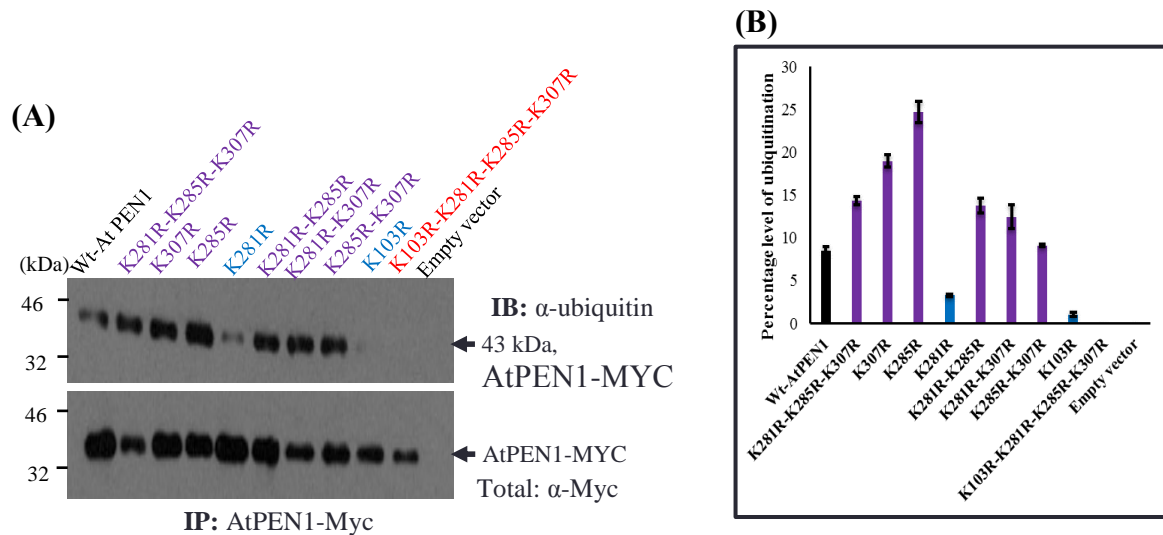 (A)
Wt-At PEN1
K281R-K285R-K307R
K307R
K285R
K281R
K281R-K285R
K281R-K307R
K285R-K307R
K103R
K103R-K281R-K285R-K307R
Empty vector
(kDa)
46
32
IB: α-ubiquitin
43 kDa,
AtPEN1-MYC
46
32
AtPEN1-MYC
Total: α-Myc
IP: AtPEN1-Myc
(B)
Percentage level of ubiquitination
30
25
20
15
10
5
0
Wt-AtPEN1
K281R-K285R-K307R
K307R
K285R
K281R
K281R-K285R
K281R-K307R
K285R-K307R
K103R
K103R-K281R-K285R-K307R
Empty vector